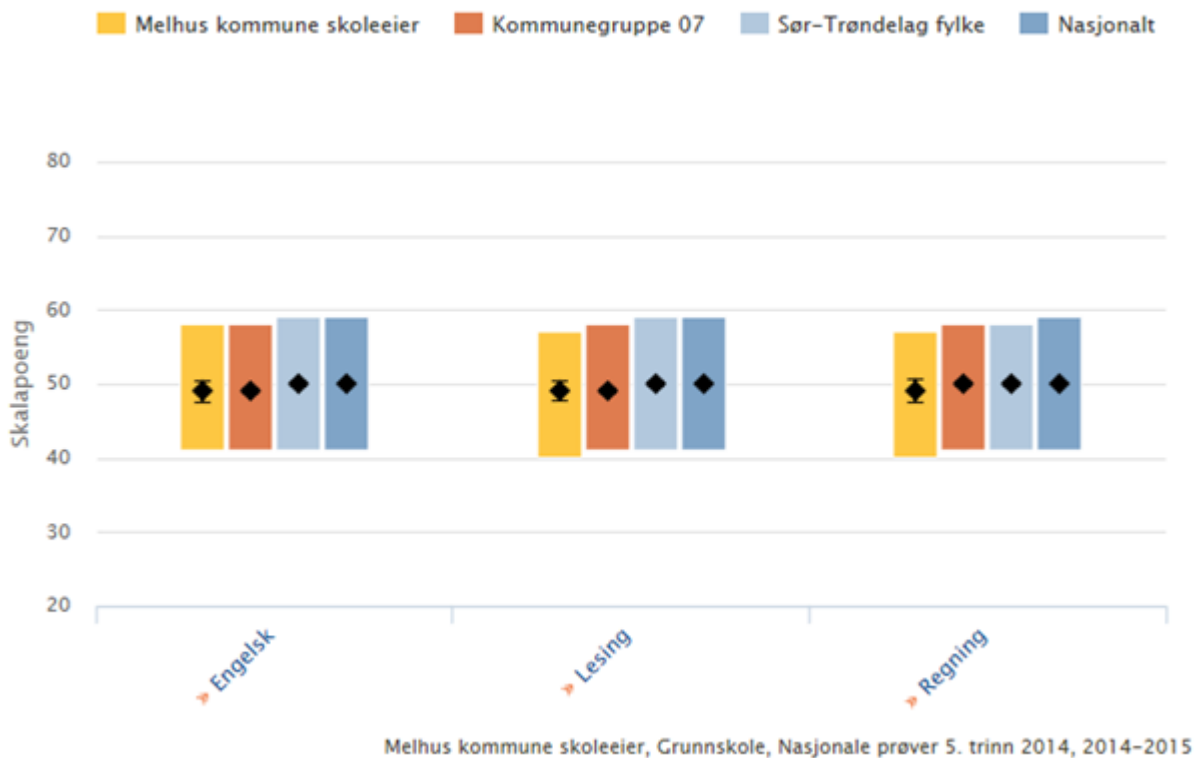 Melhus kommune skoleeier Kommunegruppe 07 Sør-Trøndelag fylke Nasjonalt
80
70
60
50
40
30
20
Skalapoeng
Engelsk Lesing Regning
Melhus kommune skoleeier, Grunnskole, Nasjonale prøver 5. trinn 2014, 2014-2015